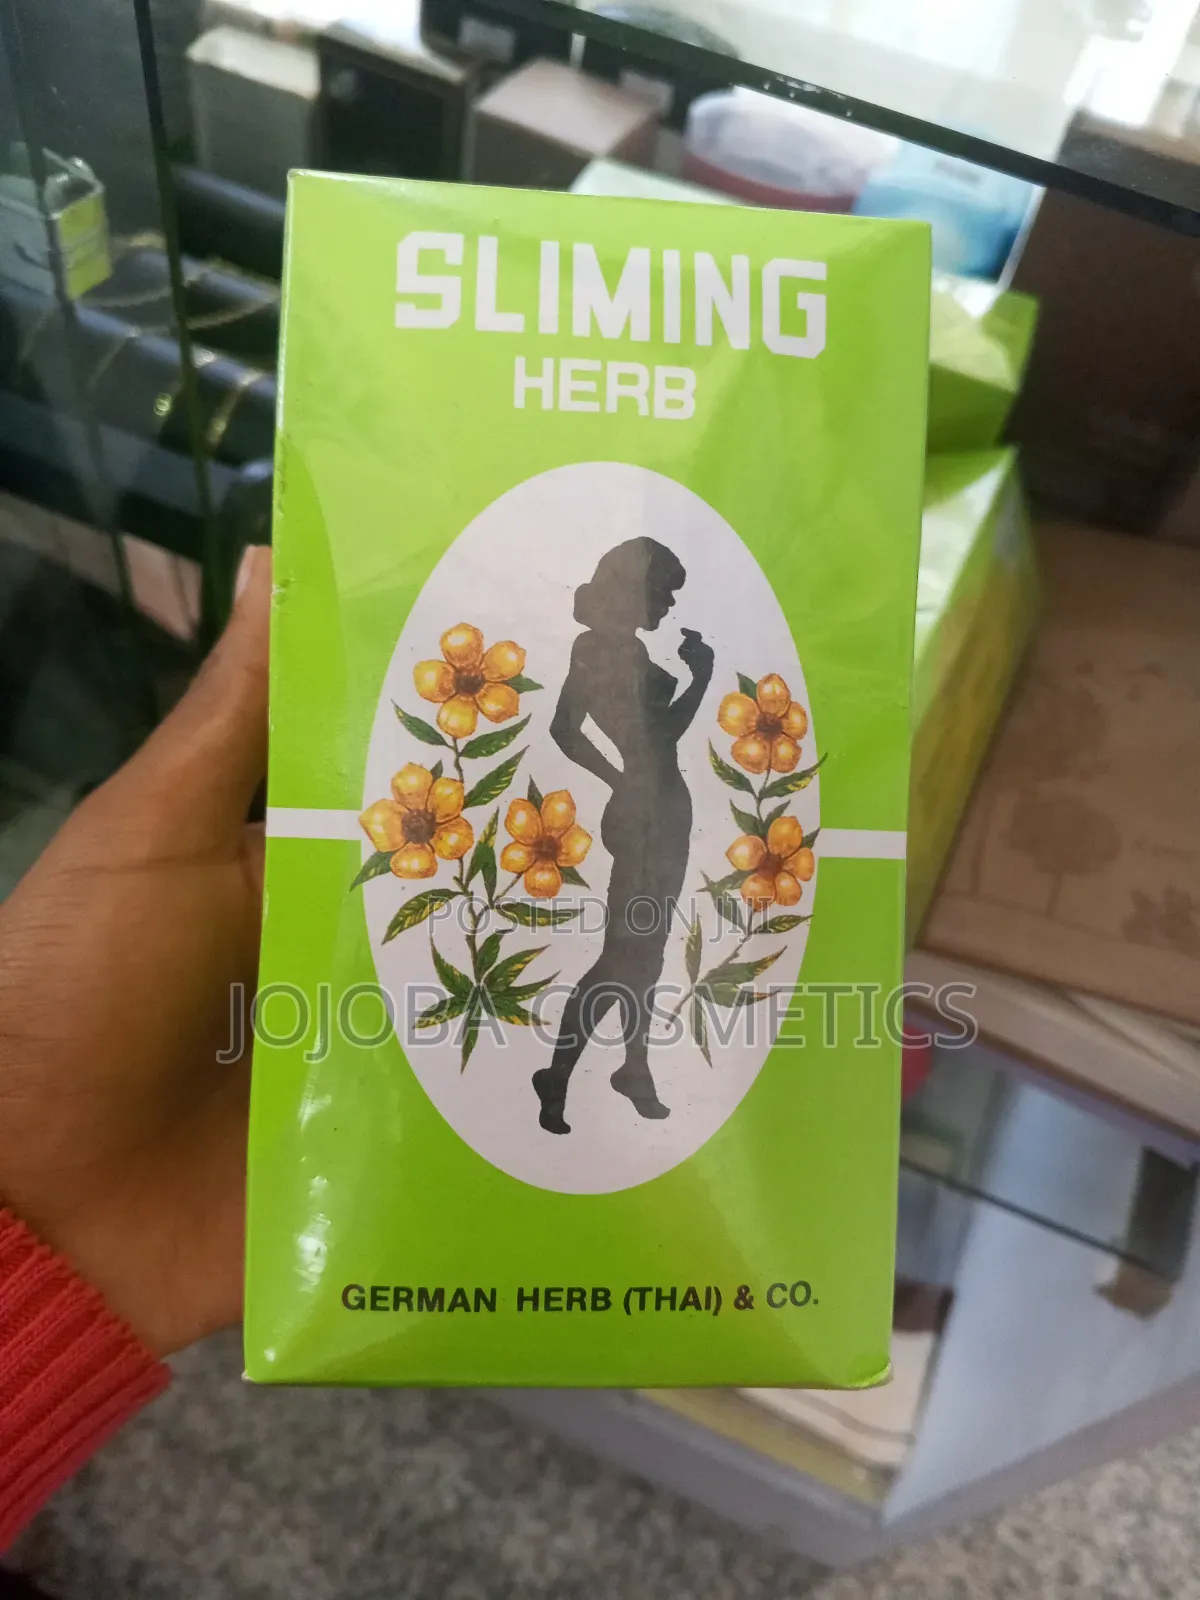 SLIMING
HERB
POSTED ON JIJI
JOJOBA COSMETICS
GERMAN HERB (THAI) & CO.